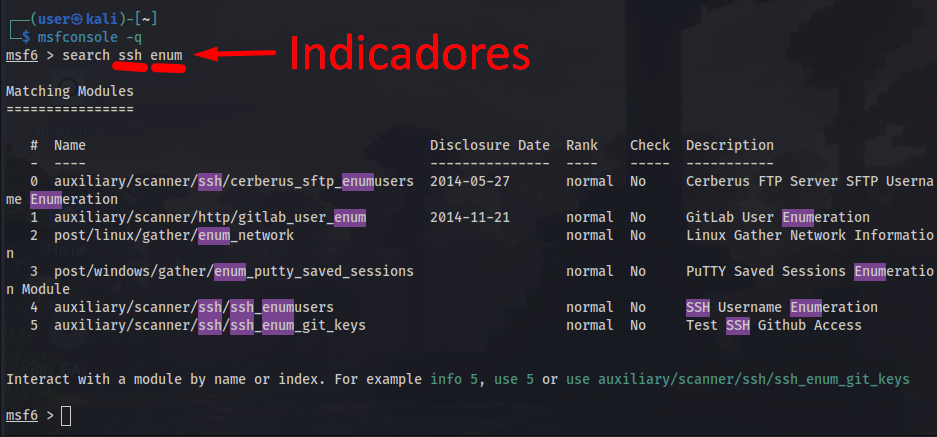 ┌──(user㉿kali)-[~]
└─$ msfconsole -q
msf6 > search ssh enum
Indicadores
Matching Modules
================
# Name Disclosure Date Rank Check Description
- ---- --------------- ---- ----- -----------
0 auxiliary/scanner/ssh/cerberus_sftp_enumusers 2014-05-27 normal No Cerberus FTP Server SFTP Userna
me Enumeration
1 auxiliary/scanner/http/gitlab_user_enum 2014-11-21 normal No GitLab User Enumeration
2 post/linux/gather/enum_network normal No Linux Gather Network Informatio
n
3 post/windows/gather/enum_putty_saved_sessions normal No PuTTY Saved Sessions Enumeratio
n Module
4 auxiliary/scanner/ssh/ssh_enumusers normal No SSH Username Enumeration
5 auxiliary/scanner/ssh/ssh_enum_git_keys normal No Test SSH Github Access
Interact with a module by name or index. For example info 5, use 5 or use auxiliary/scanner/ssh/ssh_enum_git_keys
msf6 >